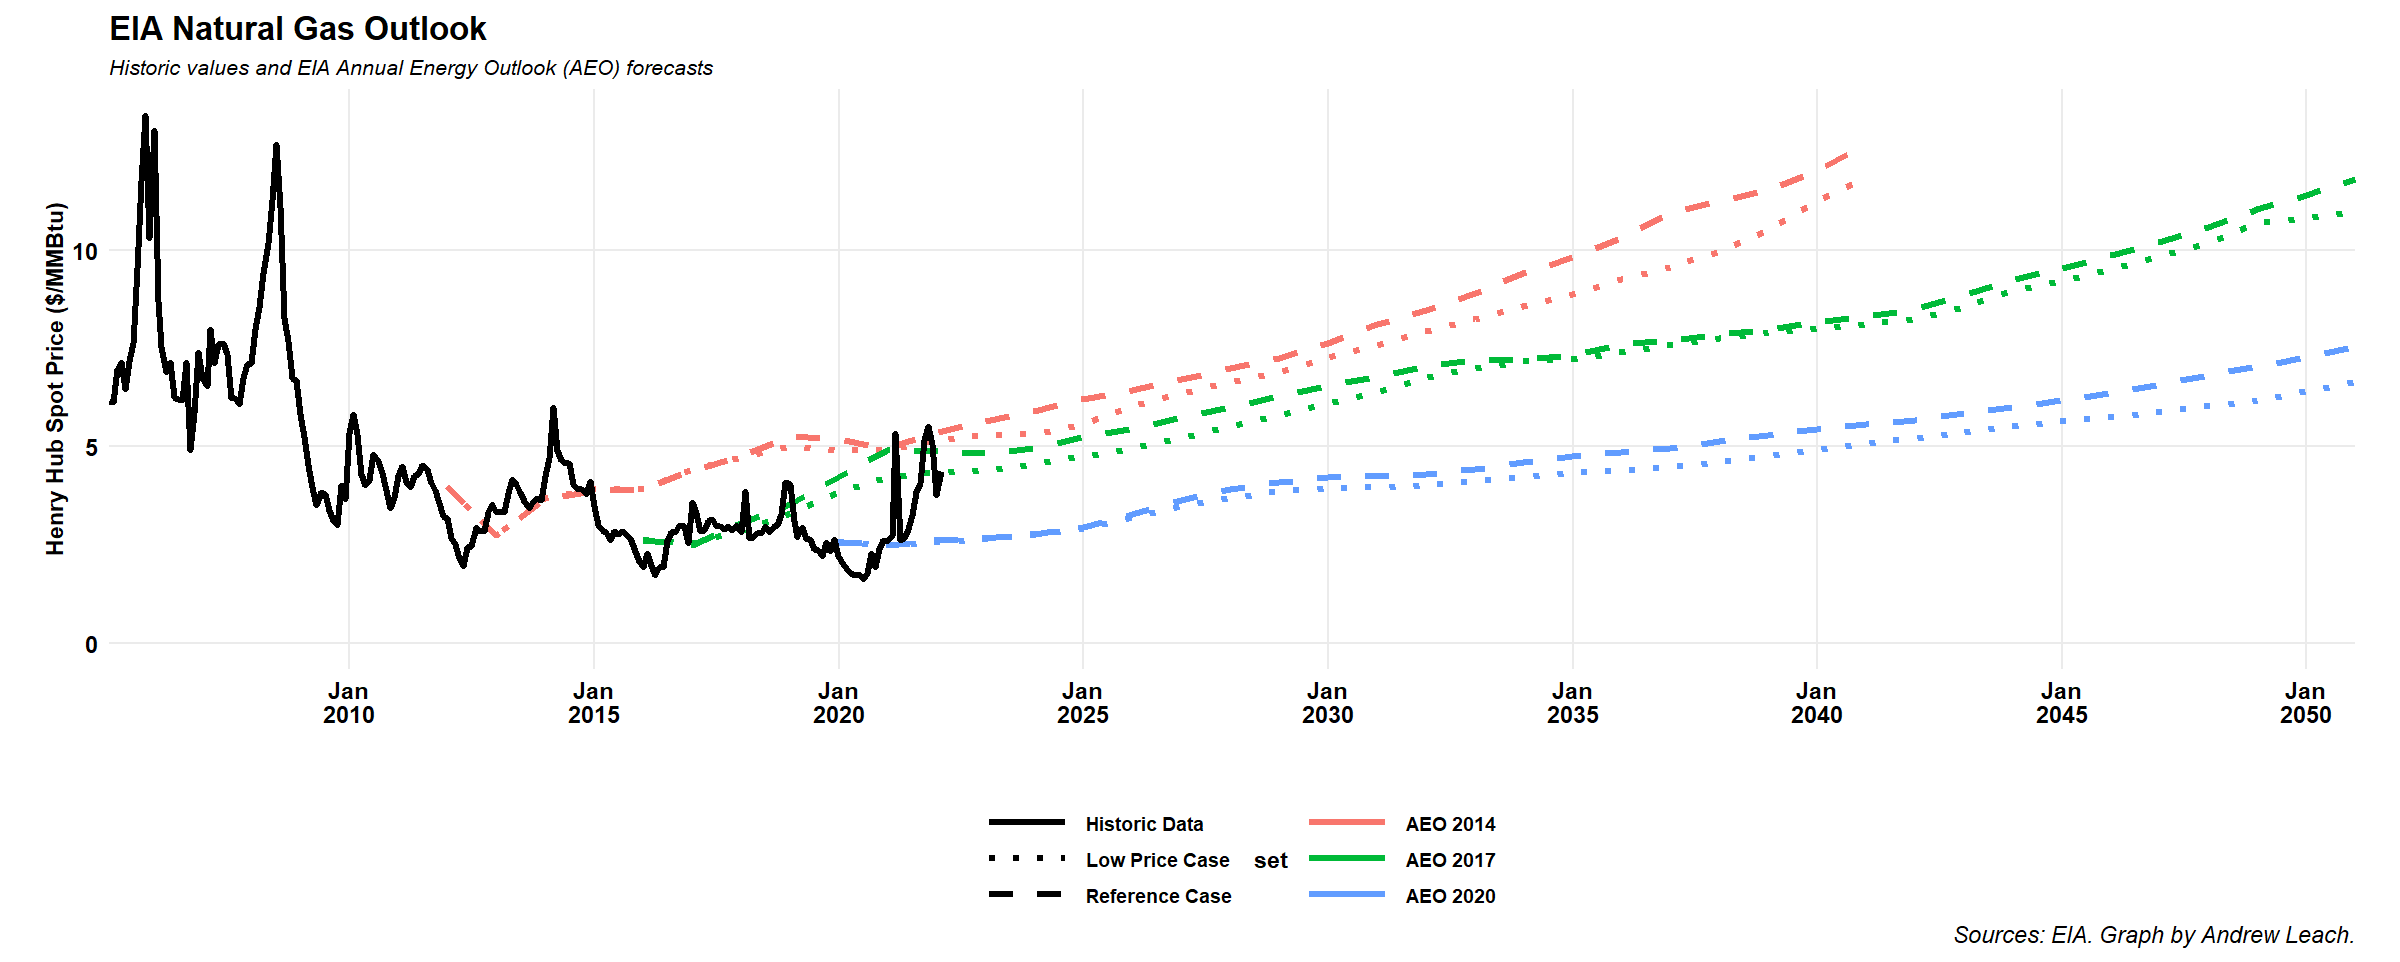 EIA Natural Gas Outlook
Historic values and EIA Annual Energy Outlook (AEO) forecasts
Henry Hub Spot Price ($/MMBtu)
10
5
0
Jan Jan Jan Jan Jan Jan Jan Jan Jan
2010 2015 2020 2025 2030 2035 2040 2045 2050
Historic Data
Low Price Case
Reference Case
set
AEO 2014
AEO 2017
AEO 2020
Sources: EIA. Graph by Andrew Leach.